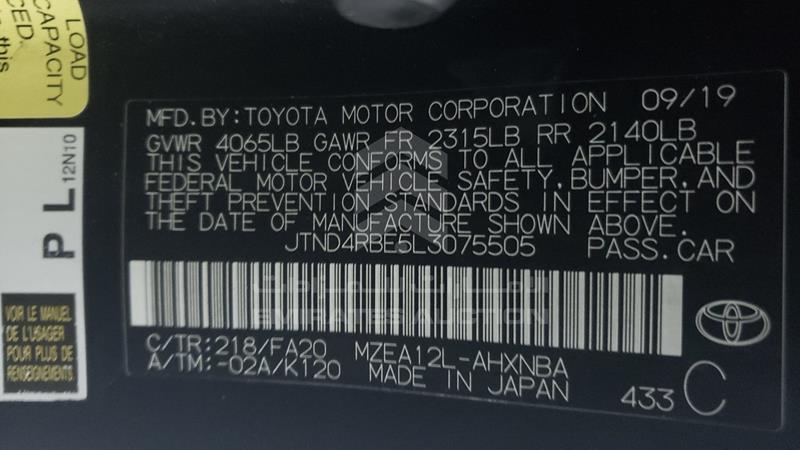 LOAD
CAPACITY
CED
this
PL
12N10
VOIR LE MANUEL
DE L'USAGER
POUR PLUS DE
RENSEIGNEMENTS
MFD. BY: TOYOTA MOTOR CORPORATION 09/19
GVWR 4065LB GAWR FR 2315LB RR 2140LB
THIS VEHICLE CONFORMS TO ALL APPLICABLE
FEDERAL MOTOR VEHICLE SAFETY, BUMPER, AND
THEFT PREVENTION STANDARDS IN EFFECT ON
THE DATE OF MANUFACTURE SHOWN ABOVE.
JTND4RBE5L3075505 PASS. CAR
EMIRATES AUCTION
C/TR: 218/FA20 MZEA12L-AHXNBA
A/TM: -02A/K120 MADE IN JAPAN
433 C